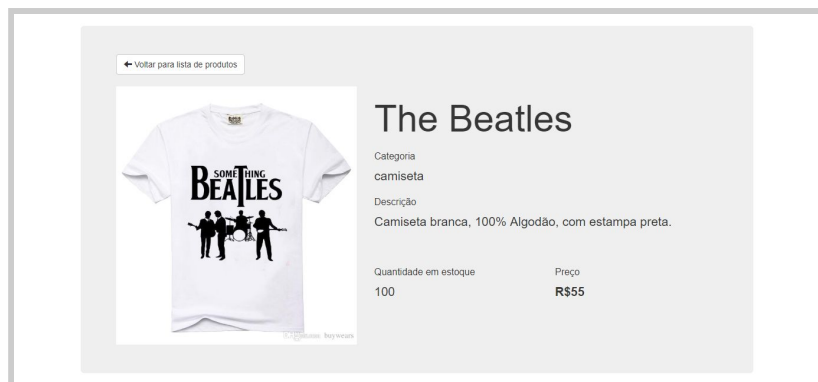 Voltar para lista de produtos
The Beatles
Categoria
camiseta
Descrição
Camiseta branca, 100% Algodão, com estampa preta.
Quantidade em estoque
100
Preço
R$55
SOMETHING
BEATLES
buywears